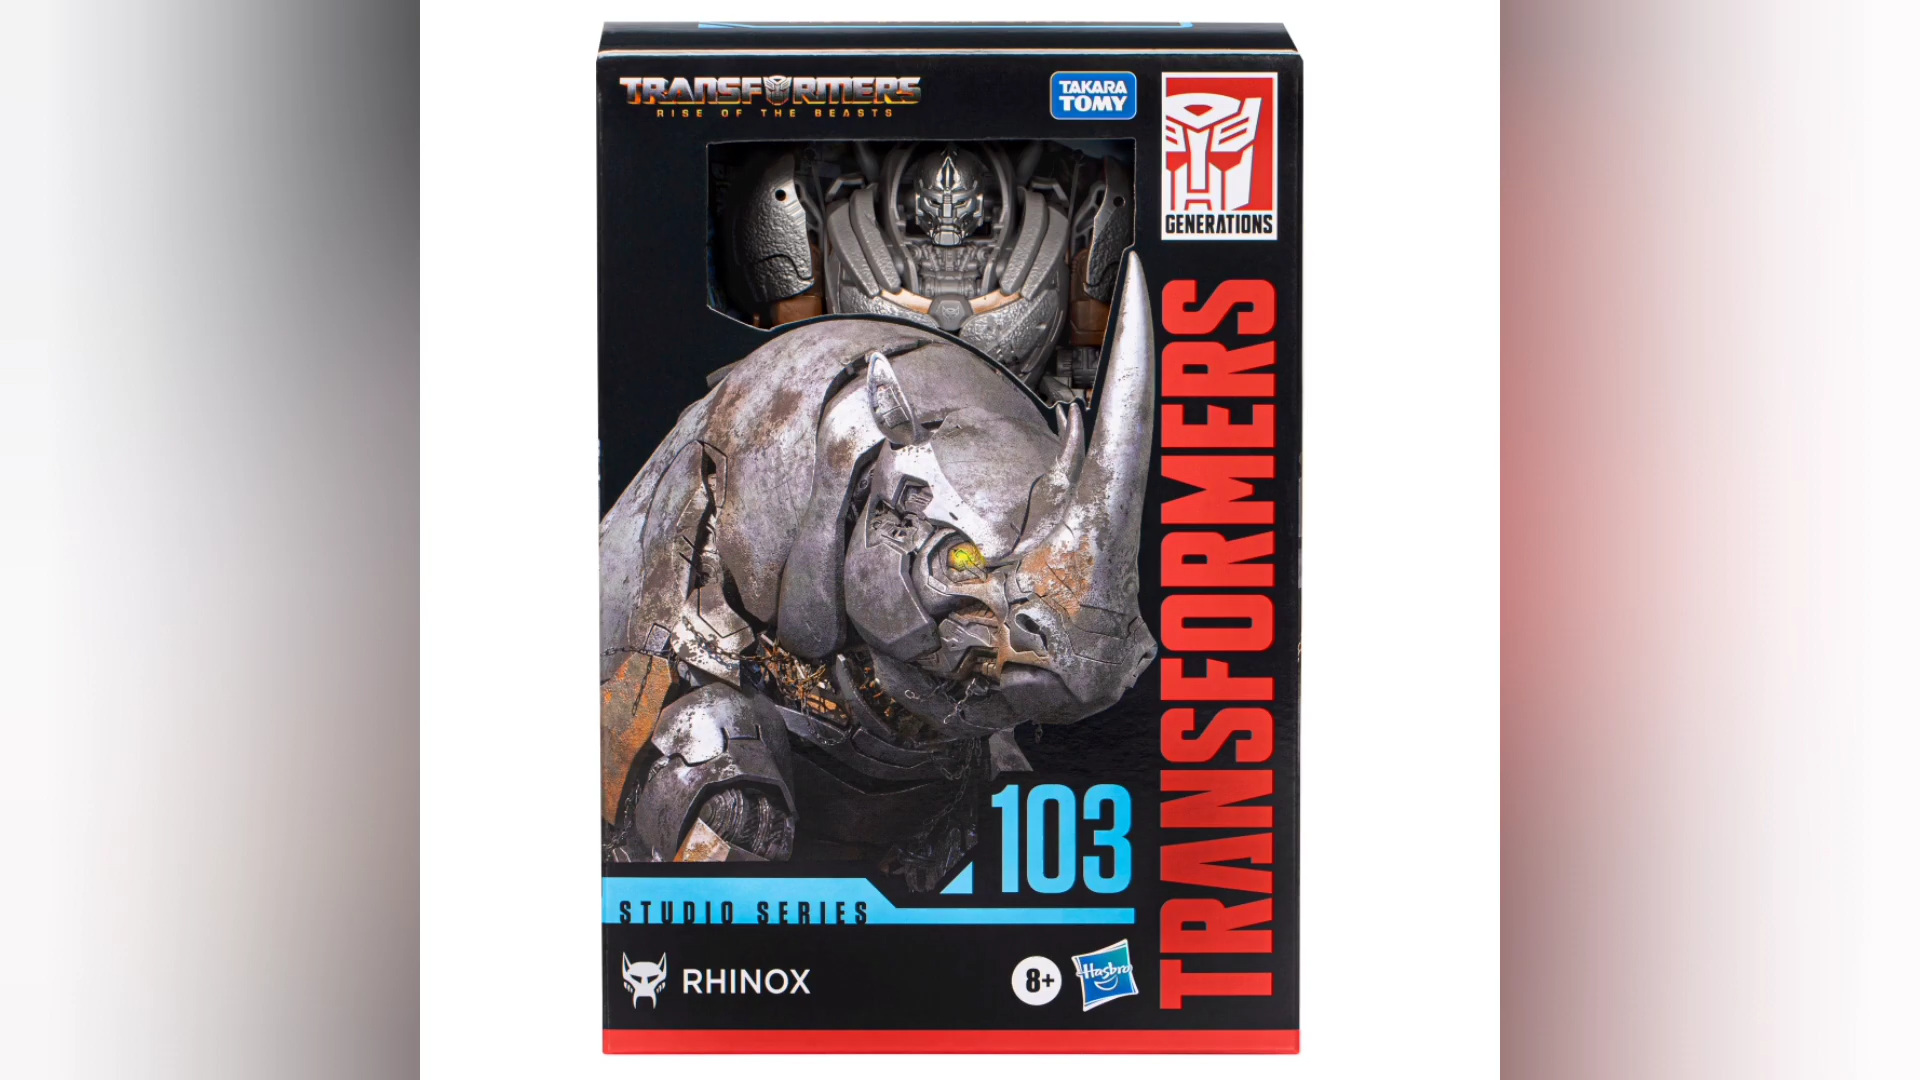 TRANSFORMERS
RISE OF THE BEASTS
TAKARA
TOMY
GENERATIONS
TRANSFORMERS
103
STUDIO SERIES
RHINOX
8+
Hasbro